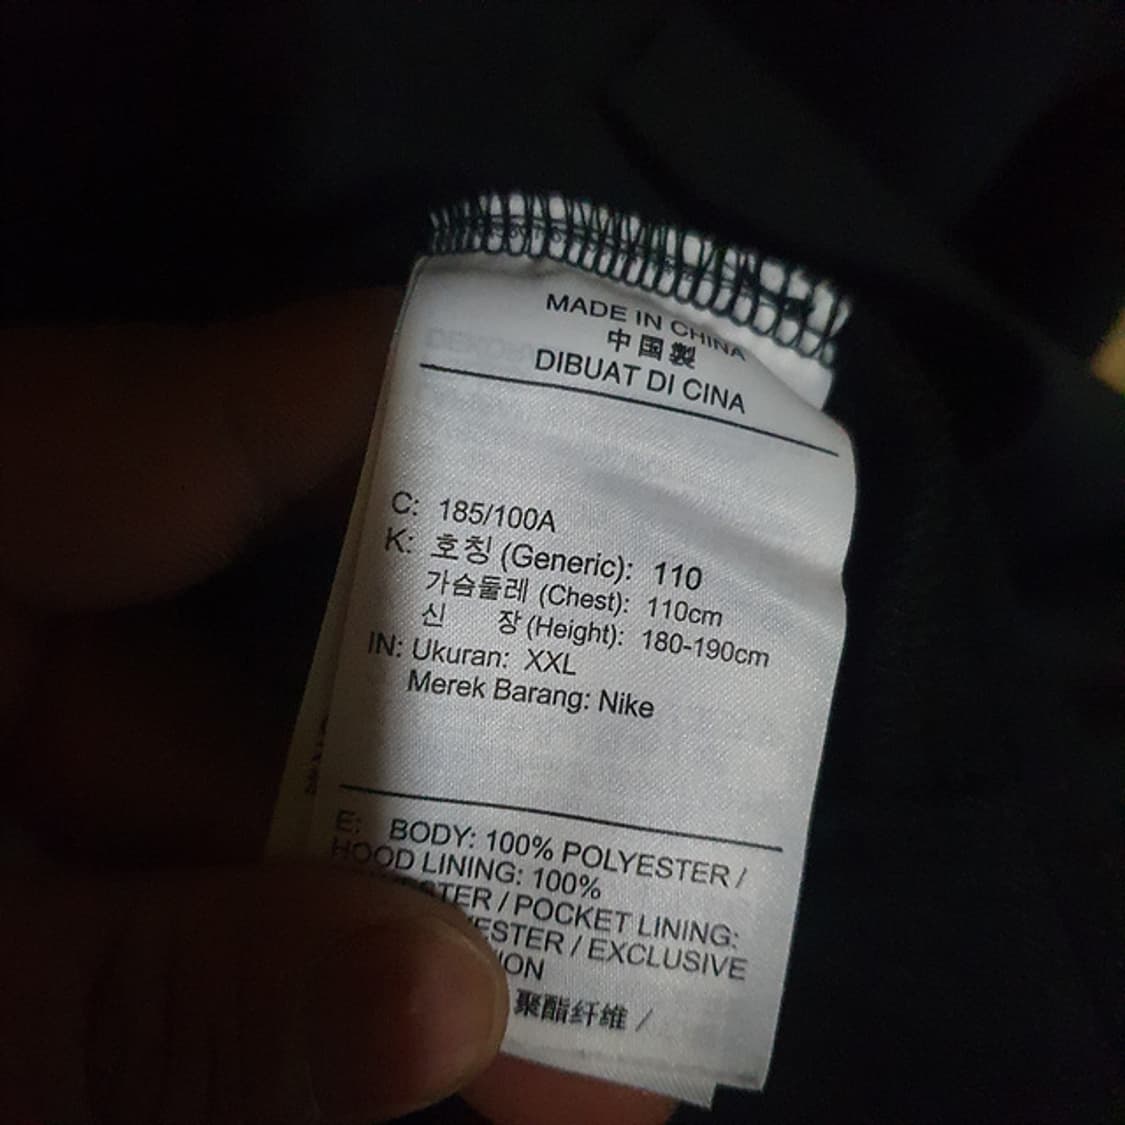 MADE IN CHINA
中国製
DIBUAT DI CINA
C: 185/100A
K: 호칭 (Generic): 110
가슴둘레 (Chest): 110cm
신 장 (Height): 180-190cm
IN: Ukuran: XXL
Merek Barang: Nike
E: BODY: 100% POLYESTER /
HOOD LINING: 100%
/ POCKET LINING:
/ EXCLUSIVE
聚酯纤维 /